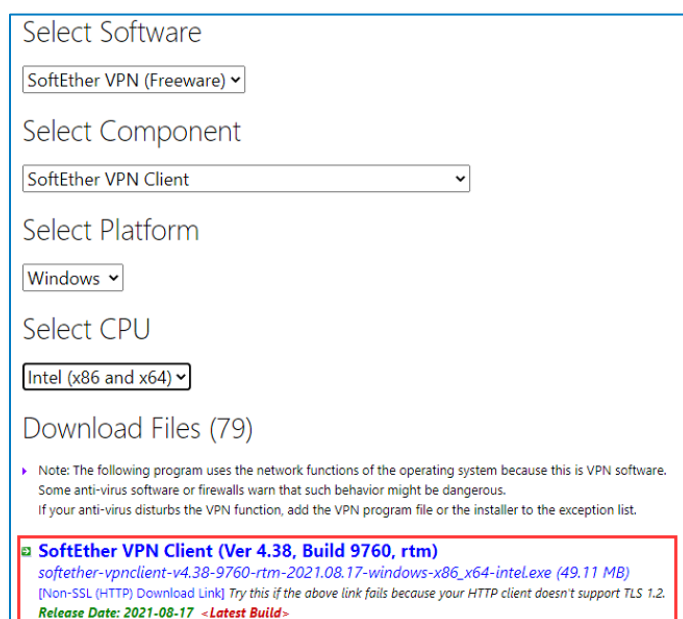 Select Software
SoftEther VPN (Freeware)
Select Component
SoftEther VPN Client
Select Platform
Windows
Select CPU
Intel (x86 and x64)
Download Files (79)
Note: The following program uses the network functions of the operating system because this is VPN software.
Some anti-virus software or firewalls warn that such behavior might be dangerous.
If your anti-virus disturbs the VPN function, add the VPN program file or the installer to the exception list.
SoftEther VPN Client (Ver 4.38, Build 9760, rtm)
softether-vpnclient-v4.38-9760-rtm-2021.08.17-windows-x86_x64-intel.exe (49.11 MB)
[Non-SSL (HTTP) Download Link] Try this if the above link fails because your HTTP client doesn't support TLS 1.2.
Release Date: 2021-08-17 <Latest Build>